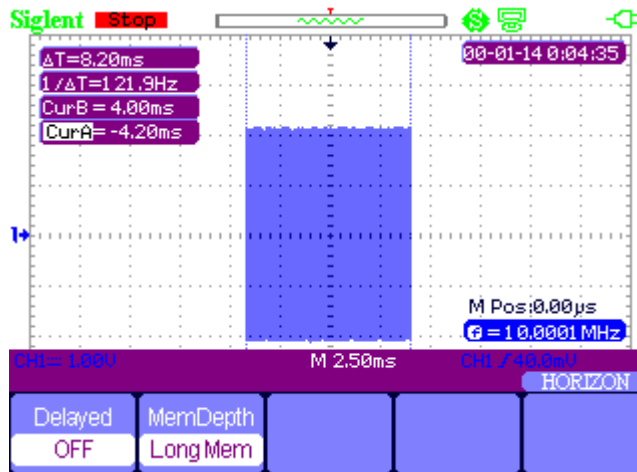 Siglent Stop
ΔT=8.20ms
00-01-14 0:04:35
1/ΔT=121.9Hz
CurB = 4.00ms
CurA= -4.20ms
1
M Pos:0.00μs
f = 10.0001MHz
CH1 1.00V M 2.50ms CH1 40.0mV
HORIZON
Delayed MemDepth
OFF Long Mem